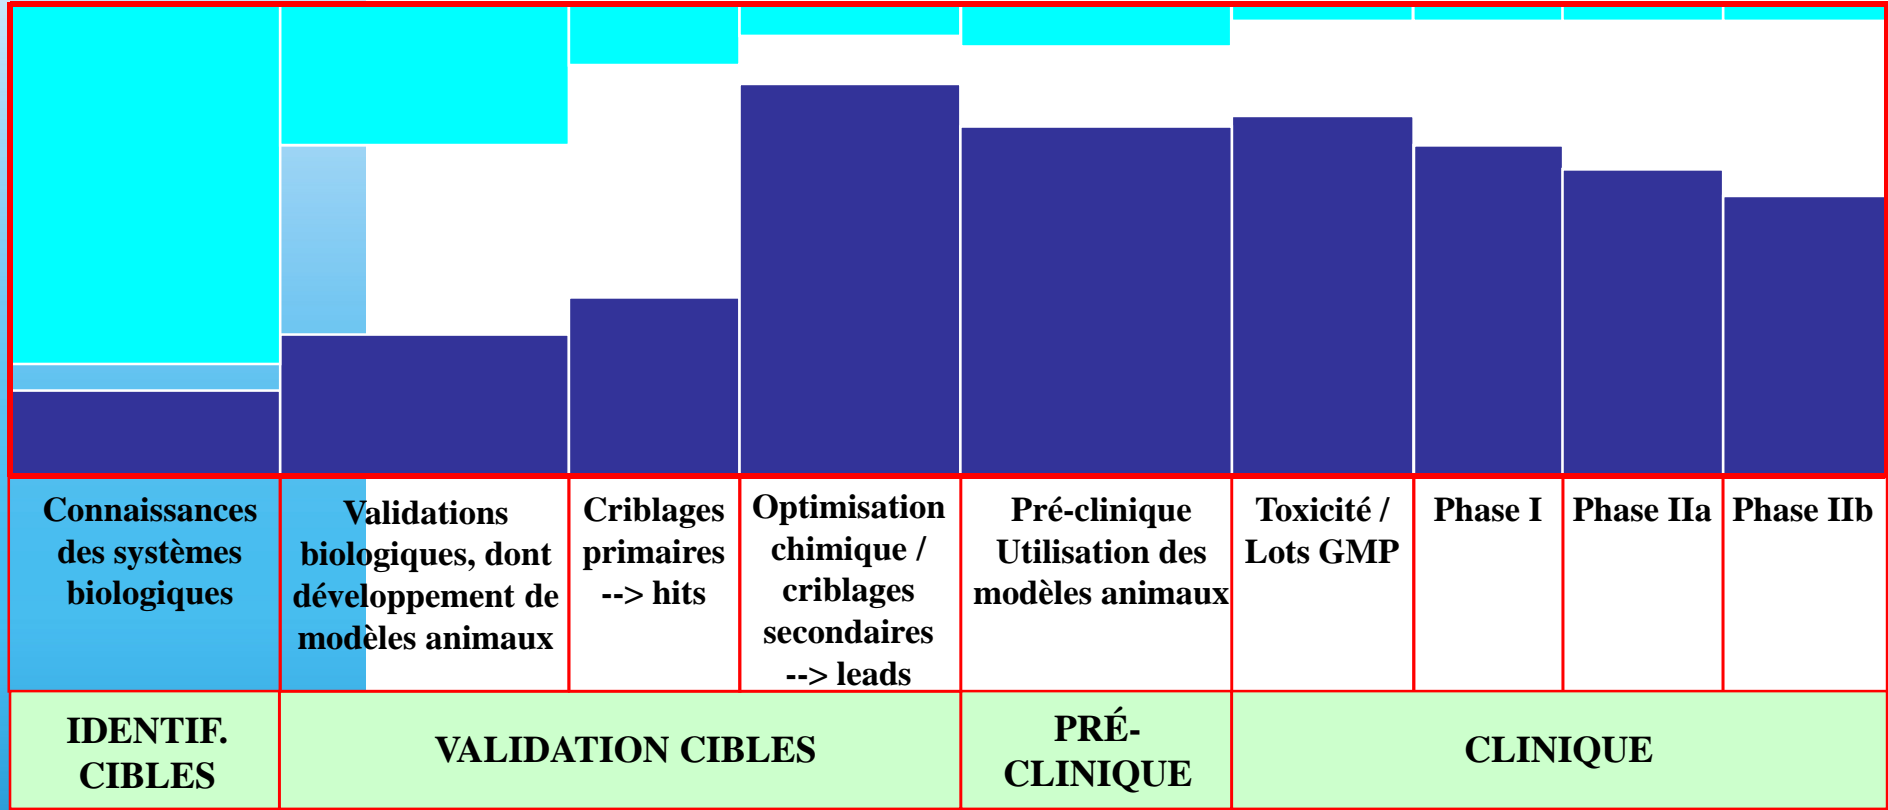 Connaissances
des systèmes
biologiques
Validations
biologiques, dont
développement de
modèles animaux
Criblages
primaires
--> hits
Optimisation
chimique /
criblages
secondaires
--> leads
Pré-clinique
Utilisation des
modèles animaux
Toxicité /
Lots GMP
Phase I
Phase IIa
Phase IIb
IDENTIF.
CIBLES
VALIDATION CIBLES
PRÉ-
CLINIQUE
CLINIQUE